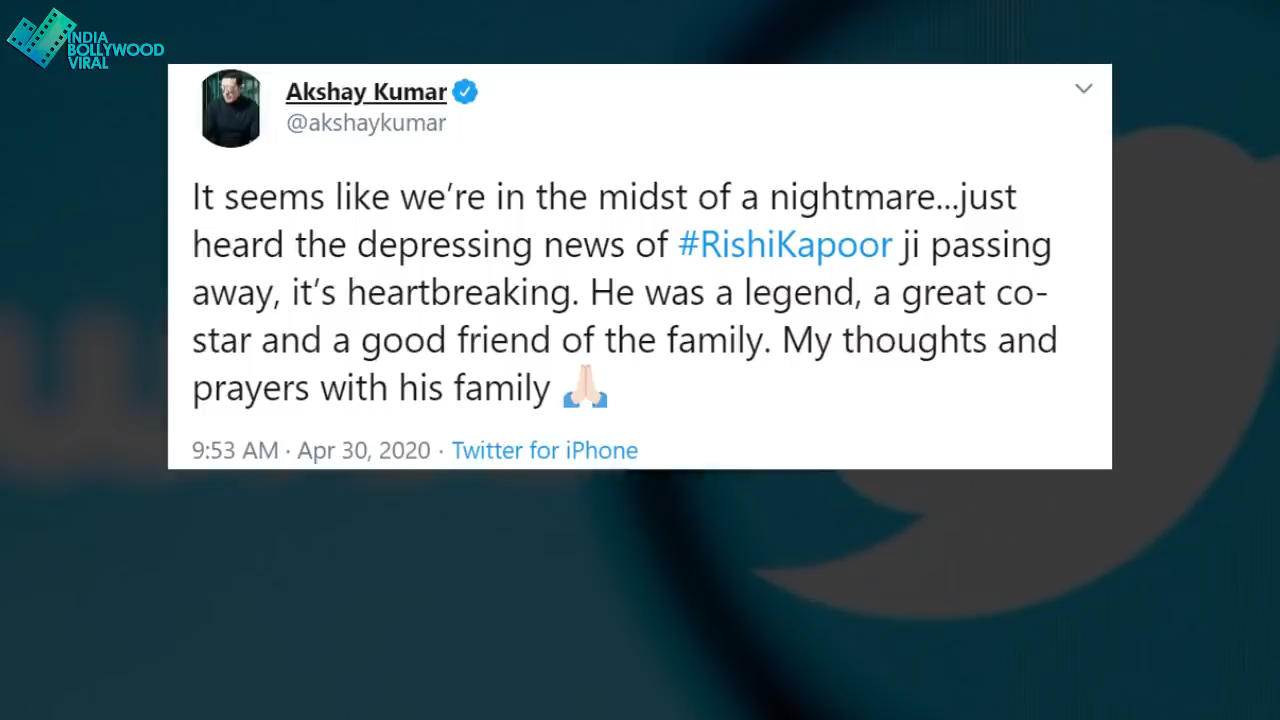 INDIA
BOLLYWOOD
VIRAL
Akshay Kumar
@akshaykumar
It seems like we’re in the midst of a nightmare...just
heard the depressing news of #RishiKapoor ji passing
away, it’s heartbreaking. He was a legend, a great co-
star and a good friend of the family. My thoughts and
prayers with his family 🙏🏻
9:53 AM · Apr 30, 2020 · Twitter for iPhone